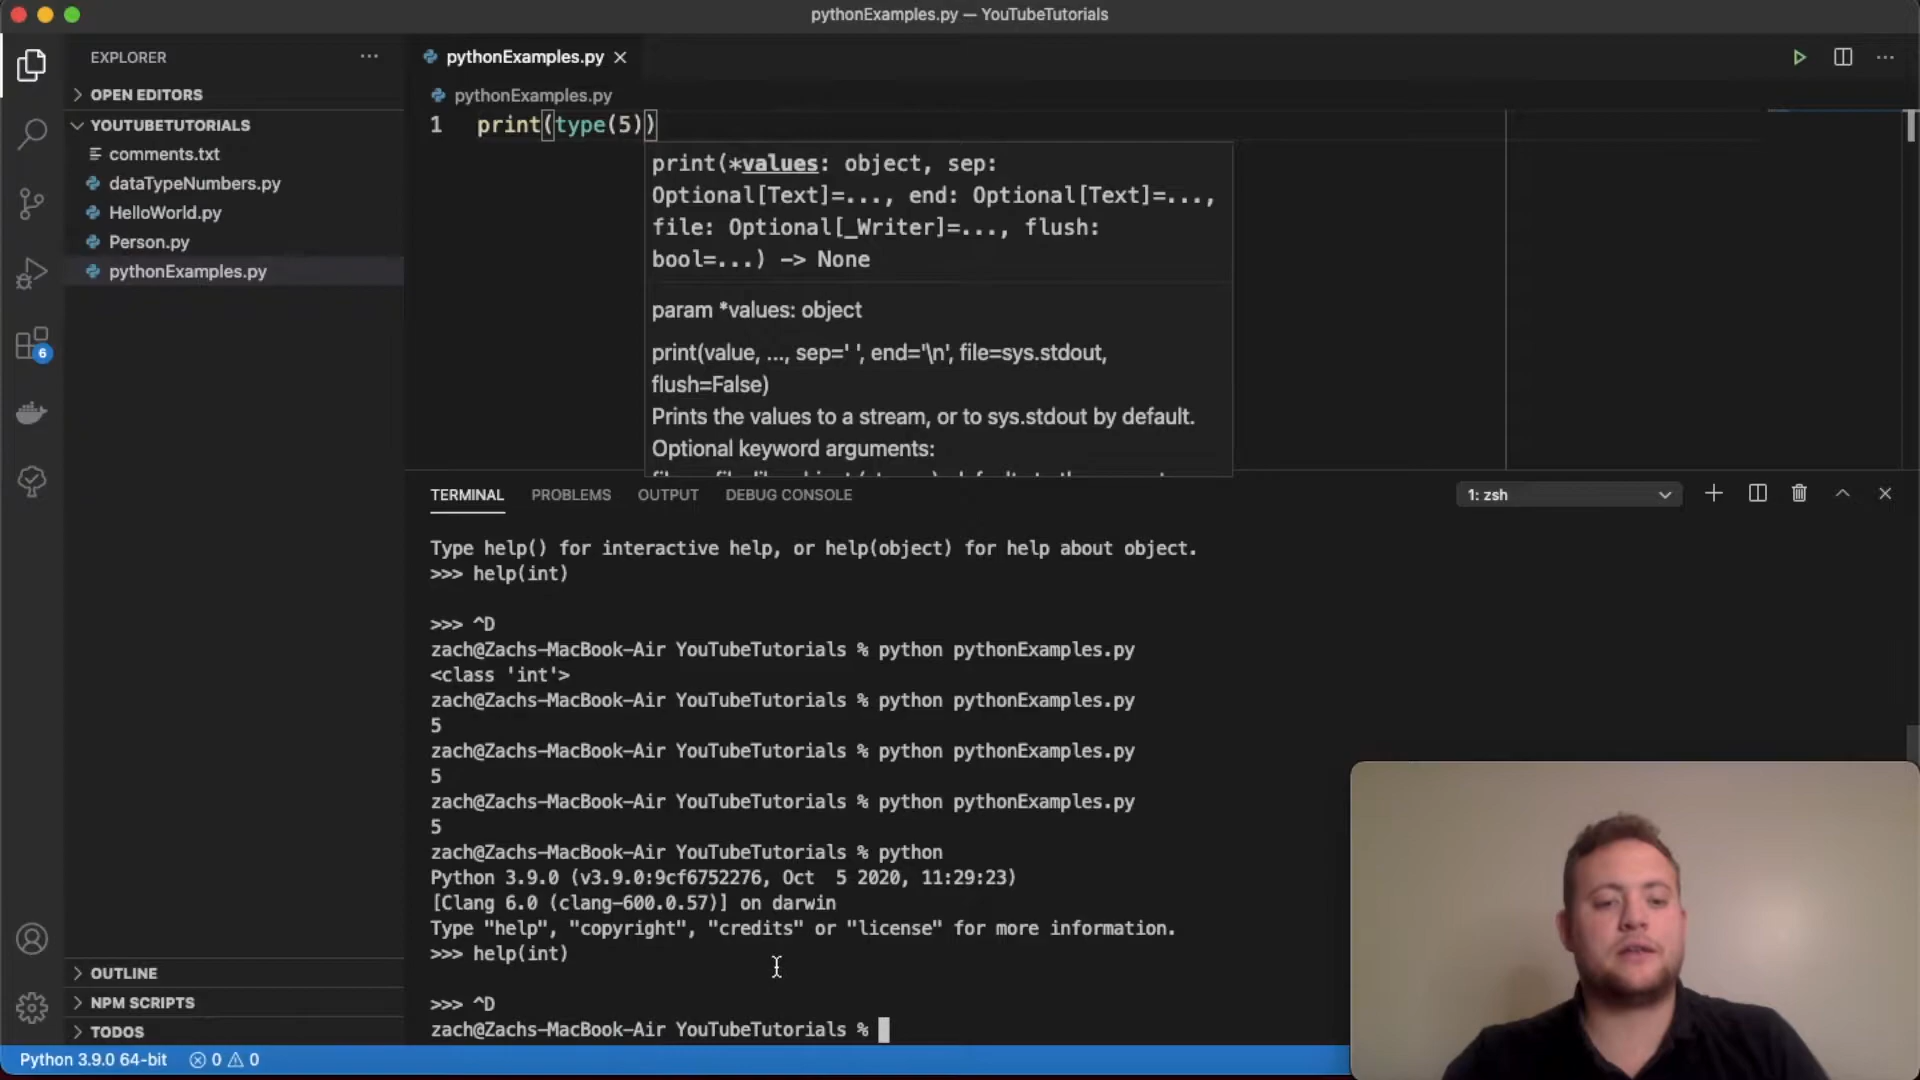 pythonExamples.py — YouTubeTutorials
EXPLORER
OPEN EDITORS
YOUTUBETUTORIALS
comments.txt
dataTypeNumbers.py
HelloWorld.py
Person.py
pythonExamples.py
6
OUTLINE
NPM SCRIPTS
TODOS
pythonExamples.py
pythonExamples.py
1 print(type(5))
print(*values: object, sep:
Optional[Text]=..., end: Optional[Text]=...,
file: Optional[_Writer]=..., flush:
bool=...) -> None
param *values: object
print(value, ..., sep=' ', end='\n', file=sys.stdout,
flush=False)
Prints the values to a stream, or to sys.stdout by default.
Optional keyword arguments:
TERMINAL PROBLEMS OUTPUT DEBUG CONSOLE
1: zsh
Type help() for interactive help, or help(object) for help about object.
>>> help(int)
>>> ^D
zach@Zachs-MacBook-Air YouTubeTutorials % python pythonExamples.py
<class 'int'>
zach@Zachs-MacBook-Air YouTubeTutorials % python pythonExamples.py
5
zach@Zachs-MacBook-Air YouTubeTutorials % python pythonExamples.py
5
zach@Zachs-MacBook-Air YouTubeTutorials % python pythonExamples.py
5
zach@Zachs-MacBook-Air YouTubeTutorials % python
Python 3.9.0 (v3.9.0:9cf6752276, Oct  5 2020, 11:29:23)
[Clang 6.0 (clang-600.0.57)] on darwin
Type "help", "copyright", "credits" or "license" for more information.
>>> help(int)
>>> ^D
zach@Zachs-MacBook-Air YouTubeTutorials %
Python 3.9.0 64-bit 0 0